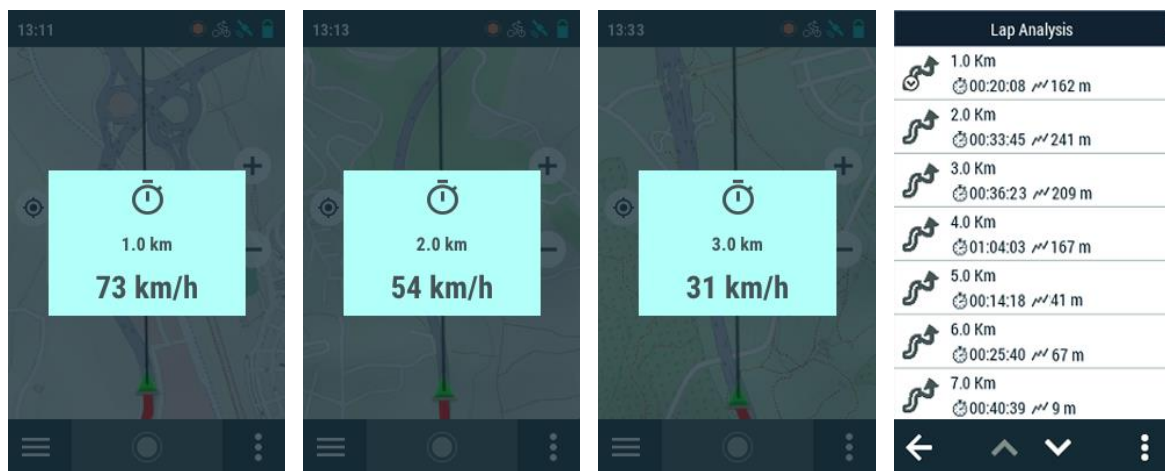 13:11
1.0 km
73 km/h
13:13
2.0 km
54 km/h
13:33
3.0 km
31 km/h
Lap Analysis
1.0 Km
00:20:08 162 m
2.0 Km
00:33:45 241 m
3.0 Km
00:36:23 209 m
4.0 Km
01:04:03 167 m
5.0 Km
00:14:18 41 m
6.0 Km
00:25:40 67 m
7.0 Km
00:40:39 9 m